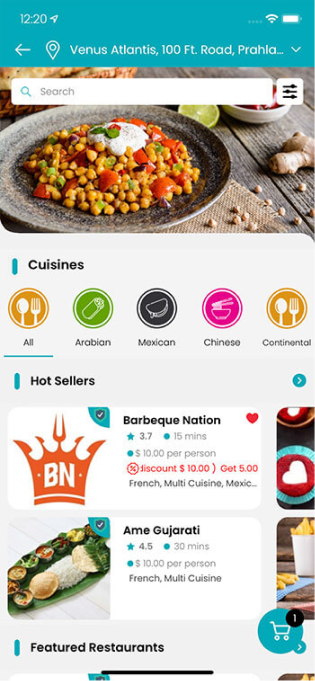 12:20
Venus Atlantis, 100 Ft. Road, Prahla...
Search
Cuisines
All
Arabian
Mexican
Chinese
Continental
Hot Sellers
BN
Barbeque Nation
3.7 15 mins
$ 10.00 per person
discount $ 10.00 ) Get 5.00
French, Multi Cuisine, Mexic...
Ame Gujarati
4.5 30 mins
$ 10.00 per person
French, Multi Cuisine
1
Featured Restaurants